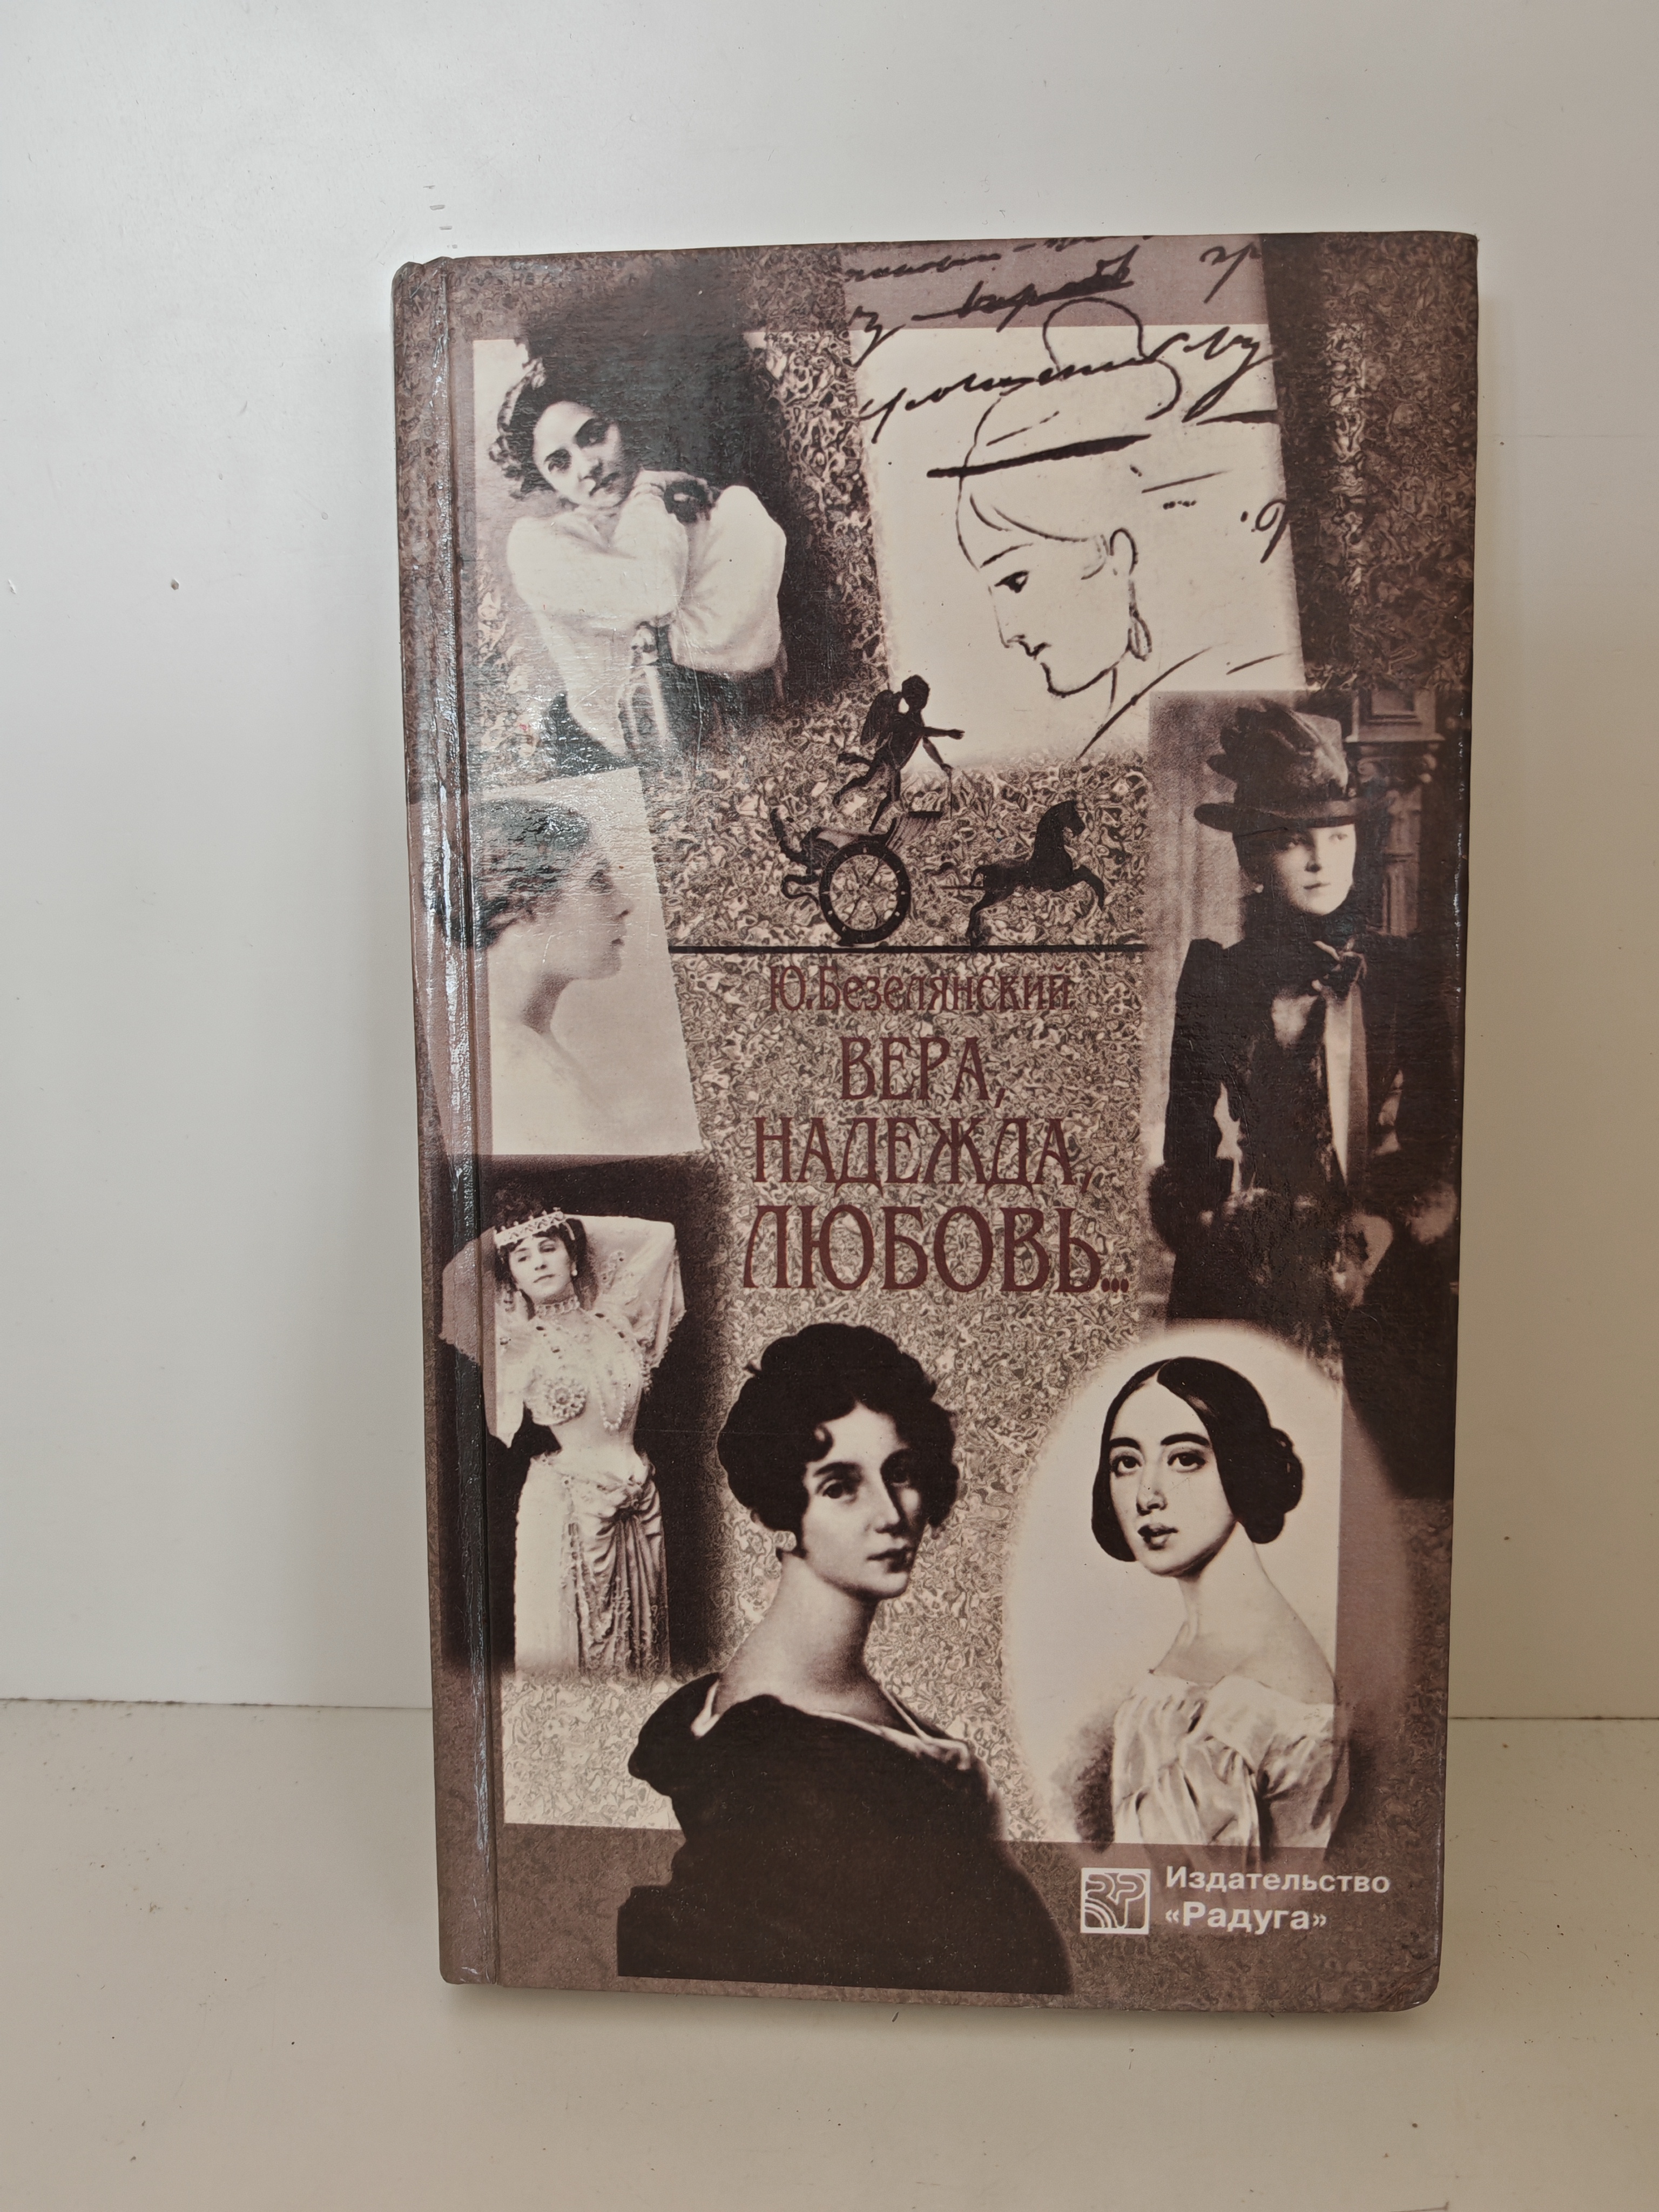 Ю. Безелянский
ВЕРА,
НАДЕЖДА,
ЛЮБОВЬ...
Издательство
«Радуга»